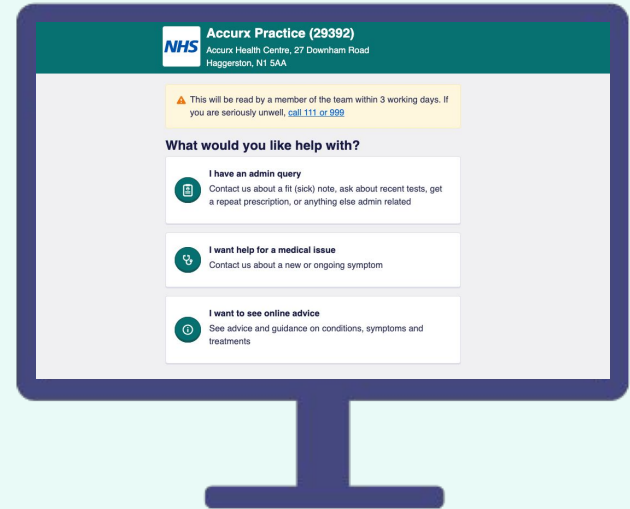 NHS
Accurx Practice (29392)
Accurx Health Centre, 27 Downham Road
Haggerston, N1 5AA
This will be read by a member of the team within 3 working days. If
you are seriously unwell, call 111 or 999
What would you like help with?
I have an admin query
Contact us about a fit (sick) note, ask about recent tests, get
a repeat prescription, or anything else admin related
I want help for a medical issue
Contact us about a new or ongoing symptom
I want to see online advice
See advice and guidance on conditions, symptoms and
treatments